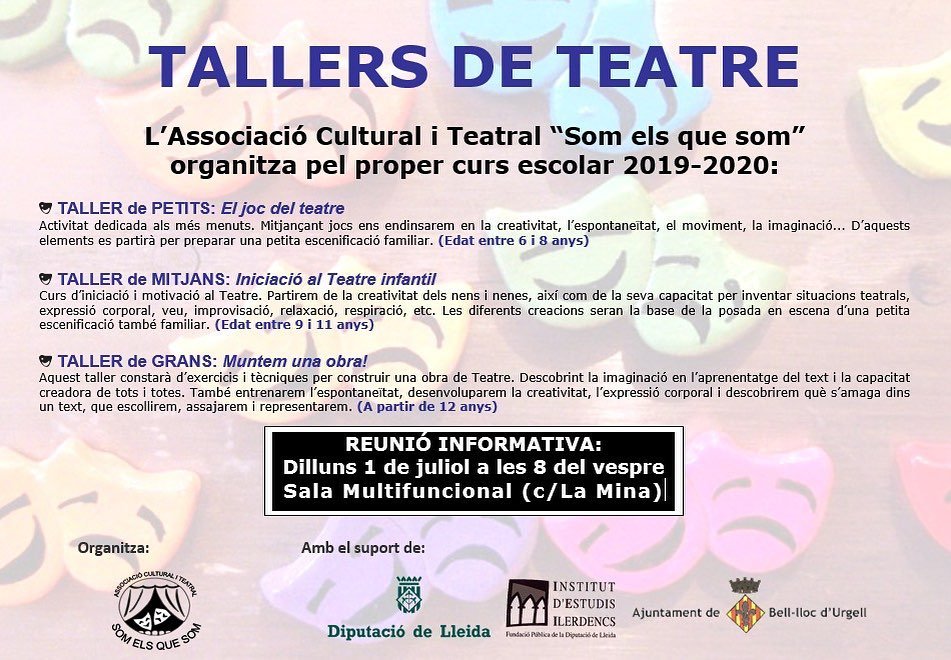 TALLERS DE TEATRE
L’Associació Cultural i Teatral “Som els que som”
organitza pel proper curs escolar 2019-2020:
TALLER de PETITS: El joc del teatre
Activitat dedicada als més menuts. Mitjançant jocs ens endinsarem en la creativitat, l’espontaneïtat, el moviment, la imaginació... D’aquests
elements es partirà per preparar una petita escenificació familiar. (Edat entre 6 i 8 anys)
TALLER de MITJANS: Iniciació al Teatre infantil
Curs d’iniciació i motivació al Teatre. Partirem de la creativitat dels nens i nenes, així com de la seva capacitat per inventar situacions teatrals,
expressió corporal, veu, improvisació, relaxació, respiració, etc. Les diferents creacions seran la base de la posada en escena d’una petita
escenificació també familiar. (Edat entre 9 i 11 anys)
TALLER de GRANS: Muntem una obra!
Aquest taller constarà d’exercicis i tècniques per construir una obra de Teatre. Descobrint la imaginació en l’aprenentatge del text i la capacitat
creadora de tots i totes. També entrenarem l’espontaneïtat, desenvoluparem la creativitat, l’expressió corporal i descobrirem què s’amaga dins
un text, que escollirem, assajarem i representarem. (A partir de 12 anys)
REUNIÓ INFORMATIVA:
Dilluns 1 de juliol a les 8 del vespre
Sala Multifuncional (c/La Mina)
Organitza:
Amb el suport de:
ASSOCIACIÓ CULTURAL I TEATRAL
SOM ELS QUE SOM
Diputació de Lleida
INSTITUT
D’ESTUDIS
ILERDENCS
Fundació Pública de la Diputació de Lleida
Ajuntament de Bell-lloc d’Urgell